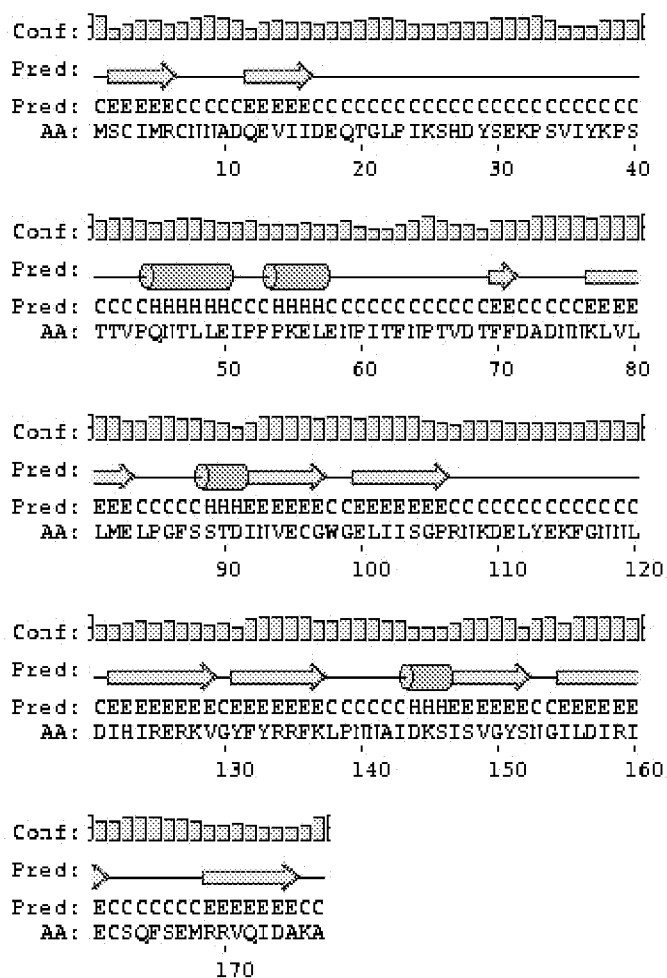 Conf:
Pred:
Pred: CEEEEECCCCCEEEEECCCCCCCCCCCCCCCCCCCCCCCC
AA: MSCIMRCNNADQEVIIDEQTGLPIKSHDYSEKPSVIYKPS
10 20 30 40
Conf:
Pred:
Pred: CCCCHHHHHHCCCHHHHCCCCCCCCCCCCEECCCCCEEEE
AA: TTVPQNTLLEIPPPKELENPITFNPTVDTFFDADNNKLVL
50 60 70 80
Conf:
Pred:
Pred: EEECCCCCHHHEEEEEECCEEEEEEECCCCCCCCCCCCCC
AA: LMELPGFSSTDINVECGWGELIISGPRNKDELYEKFGNNL
90 100 110 120
Conf:
Pred:
Pred: CEEEEEEEECEEEEEEECCCCCCHHHEEEEEECCEEEEEE
AA: DIHIRERKVGYFYRRFKLPNNAIDKSISVGYSNGILDIRI
130 140 150 160
Conf:
Pred:
Pred: ECCCCCCCEEEEEEECC
AA: ECSQFSEMRRVQIDAKA
170